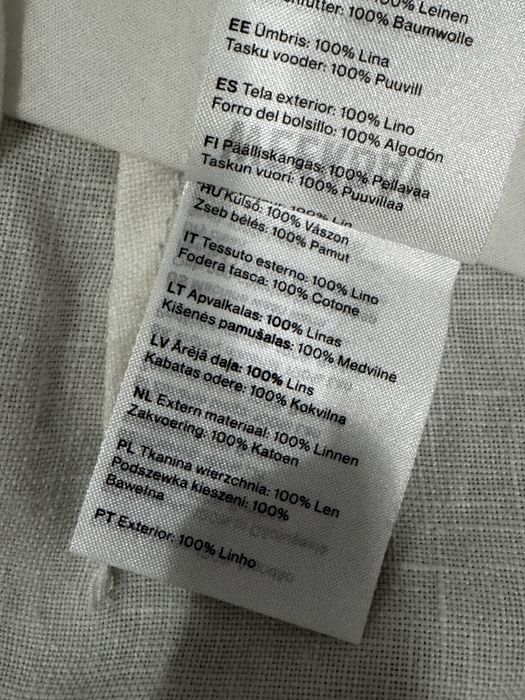 100% Leinen
100% Baumwolle
EE Ümbris: 100% Lina
Tasku vooder: 100% Puuvill
ES Tela exterior: 100% Lino
Forro del bolsillo: 100% Algodón
FI Päälliskangas: 100% Pellavaa
Taskun vuori: 100% Puuvillaa
100% Lin
HU Külső: 100% Vászon
Zseb bélés: 100% Pamut
IT Tessuto esterno: 100% Lino
Fodera tasca: 100% Cotone
LT Apvalkalas: 100% Linas
Kišenės pamušalas: 100% Medvilnė
LV Ārējā daļa: 100% Lins
Kabatas odere: 100% Kokvilna
NL Extern materiaal: 100% Linnen
Zakvoering: 100% Katoen
PL Tkanina wierzchnia: 100% Len
Podszewka kieszeni: 100%
Bawełna
PT Exterior: 100% Linho